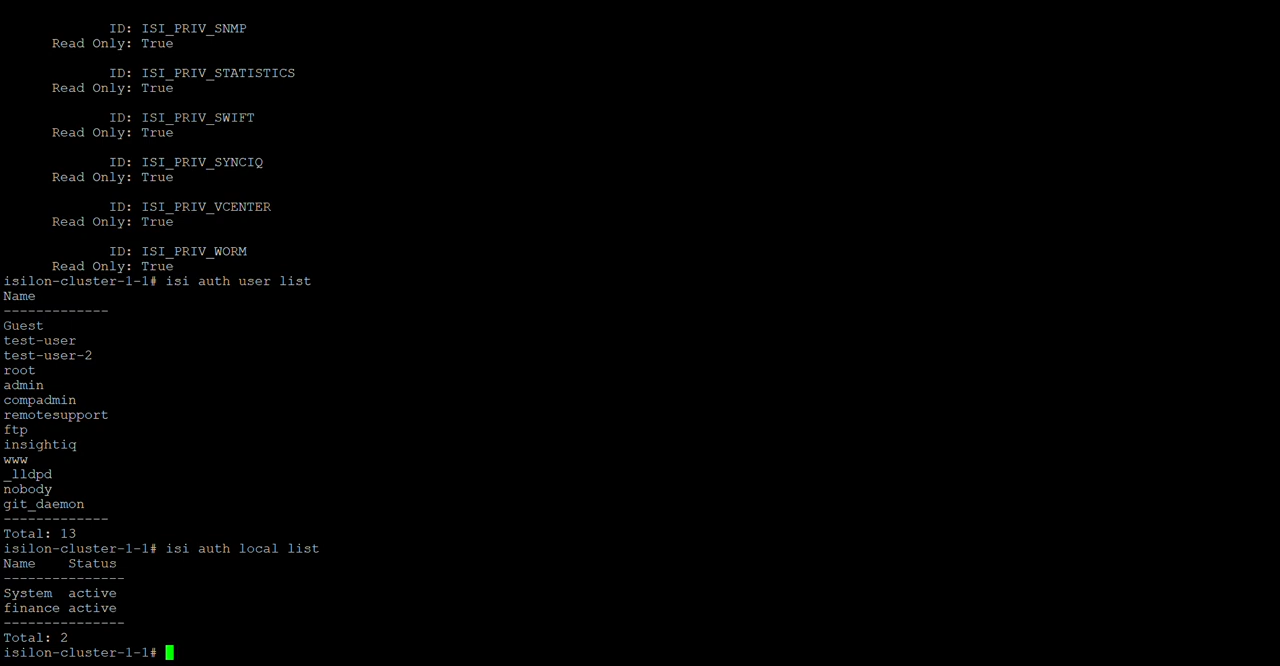 ID: ISI_PRIV_SNMP
Read Only: True
ID: ISI_PRIV_STATISTICS
Read Only: True
ID: ISI_PRIV_SWIFT
Read Only: True
ID: ISI_PRIV_SYNCIQ
Read Only: True
ID: ISI_PRIV_VCENTER
Read Only: True
ID: ISI_PRIV_WORM
Read Only: True
isilon-cluster-1-1# isi auth user list
Name
-------------
Guest
test-user
test-user-2
root
admin
compadmin
remotesupport
ftp
insightiq
www
_lldpd
nobody
git_daemon
-------------
Total: 13
isilon-cluster-1-1# isi auth local list
Name    Status
---------------
System  active
finance active
---------------
Total: 2
isilon-cluster-1-1#